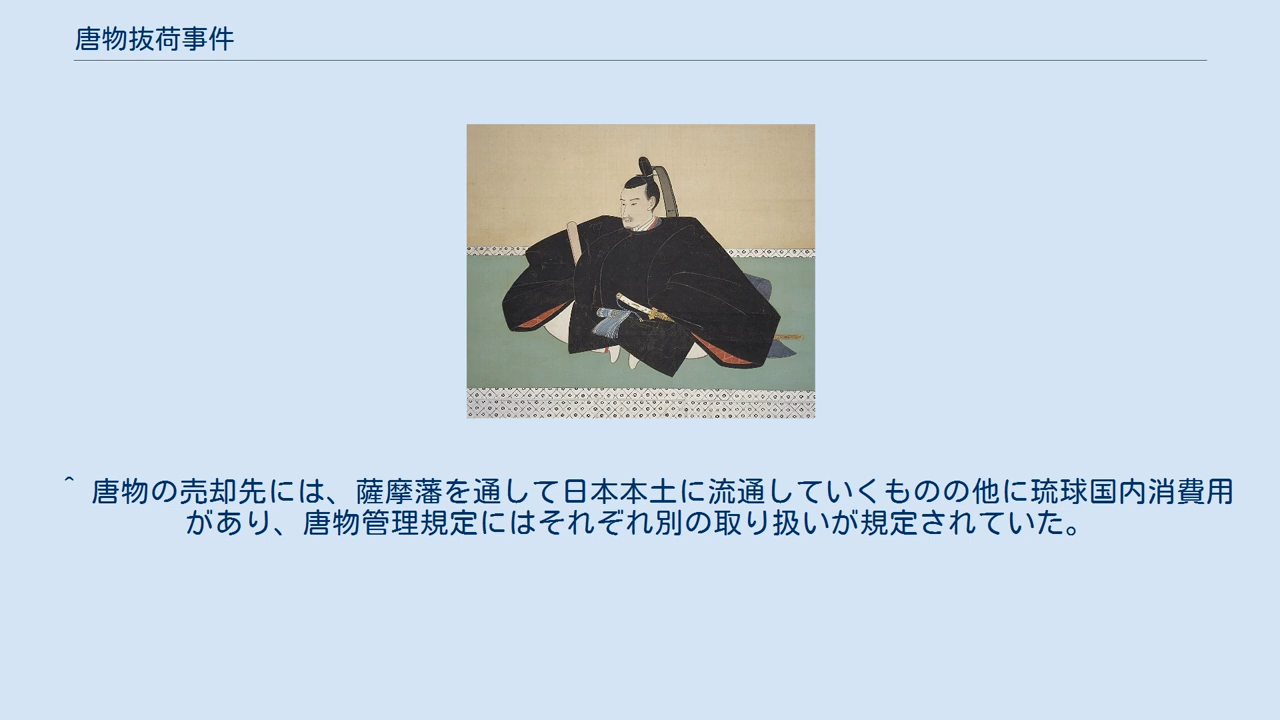 唐物抜荷事件
^ 唐物の売却先には、薩摩藩を通して日本本土に流通していくものの他に琉球国内消費用
があり、唐物管理規定にはそれぞれ別の取り扱いが規定されていた。